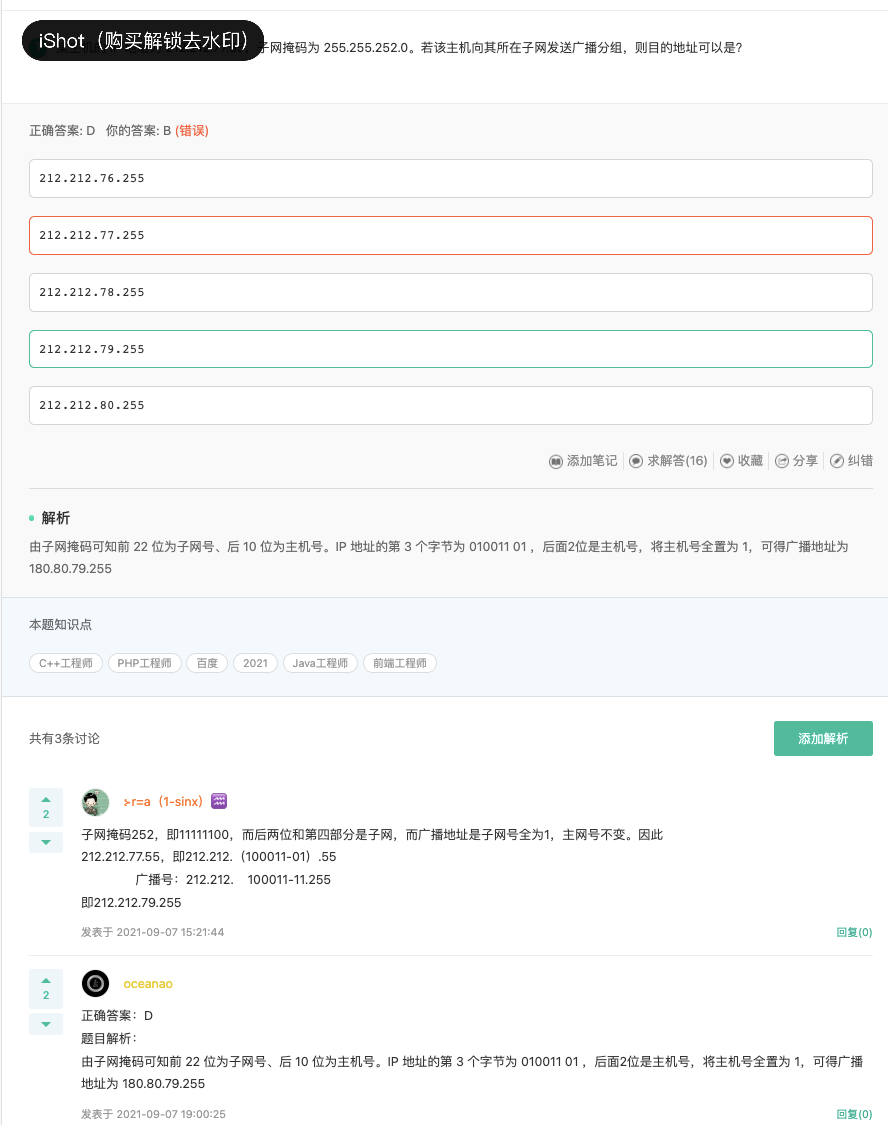 iShot（购买解锁去水印）
子网掩码为 255.255.252.0。若该主机向其所在子网发送广播分组，则目的地址可以是?
正确答案: D 你的答案: B (错误)
212.212.76.255
212.212.77.255
212.212.78.255
212.212.79.255
212.212.80.255
添加笔记 求解答(16) 收藏 分享 纠错
解析
由子网掩码可知前 22 位为子网号、后 10 位为主机号。IP 地址的第 3 个字节为 010011 01 ，后面2位是主机号，将主机号全置为 1，可得广播地址为
180.80.79.255
本题知识点
C++工程师 PHP工程师 百度 2021 Java工程师 前端工程师
共有3条讨论
添加解析
r=a（1-sinx）
2
子网掩码252，即11111100，而后两位和第四部分是子网，而广播地址是子网号全为1，主网号不变。因此
212.212.77.55，即212.212.（100011-01）.55
广播号：212.212. 100011-11.255
即212.212.79.255
发表于 2021-09-07 15:21:44 回复(0)
oceanao
2
正确答案：D
题目解析：
由子网掩码可知前 22 位为子网号、后 10 位为主机号。IP 地址的第 3 个字节为 010011 01 ，后面2位是主机号，将主机号全置为 1，可得广播
地址为 180.80.79.255
发表于 2021-09-07 19:00:25 回复(0)